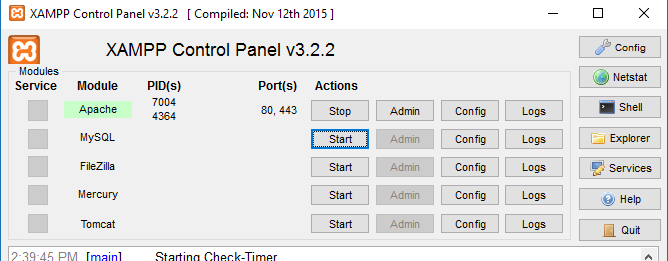 XAMPP Control Panel v3.2.2 [ Compiled: Nov 12th 2015 ]
XAMPP Control Panel v3.2.2
Config
Modules
Service Module PID(s) Port(s) Actions
Netstat
Apache 7004 4364 80, 443 Stop Admin Config Logs
Shell
MySQL Start Admin Config Logs
Explorer
FileZilla Start Admin Config Logs
Services
Mercury Start Admin Config Logs
Help
Tomcat Start Admin Config Logs
Quit
2:39:45 PM [main] Starting Check-Timer